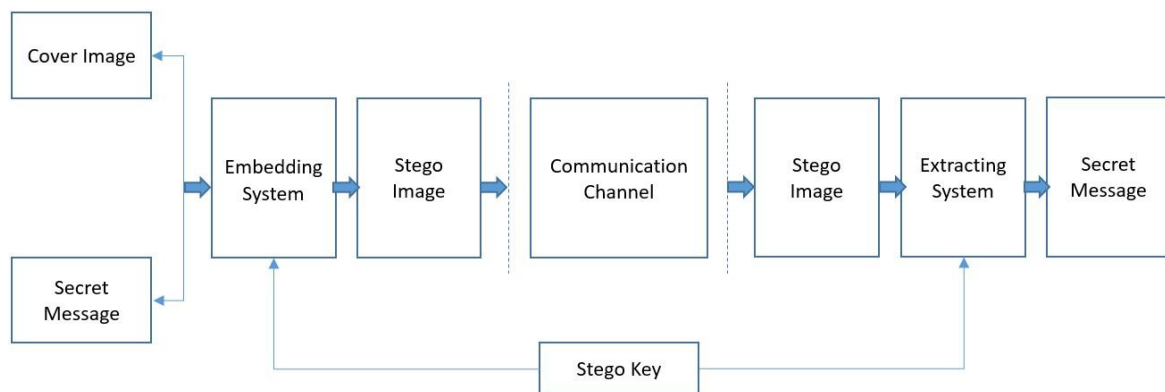 Cover Image
Secret
Message
Embedding
System
Stego
Image
Communication
Channel
Stego
Image
Extracting
System
Secret
Message
Stego Key